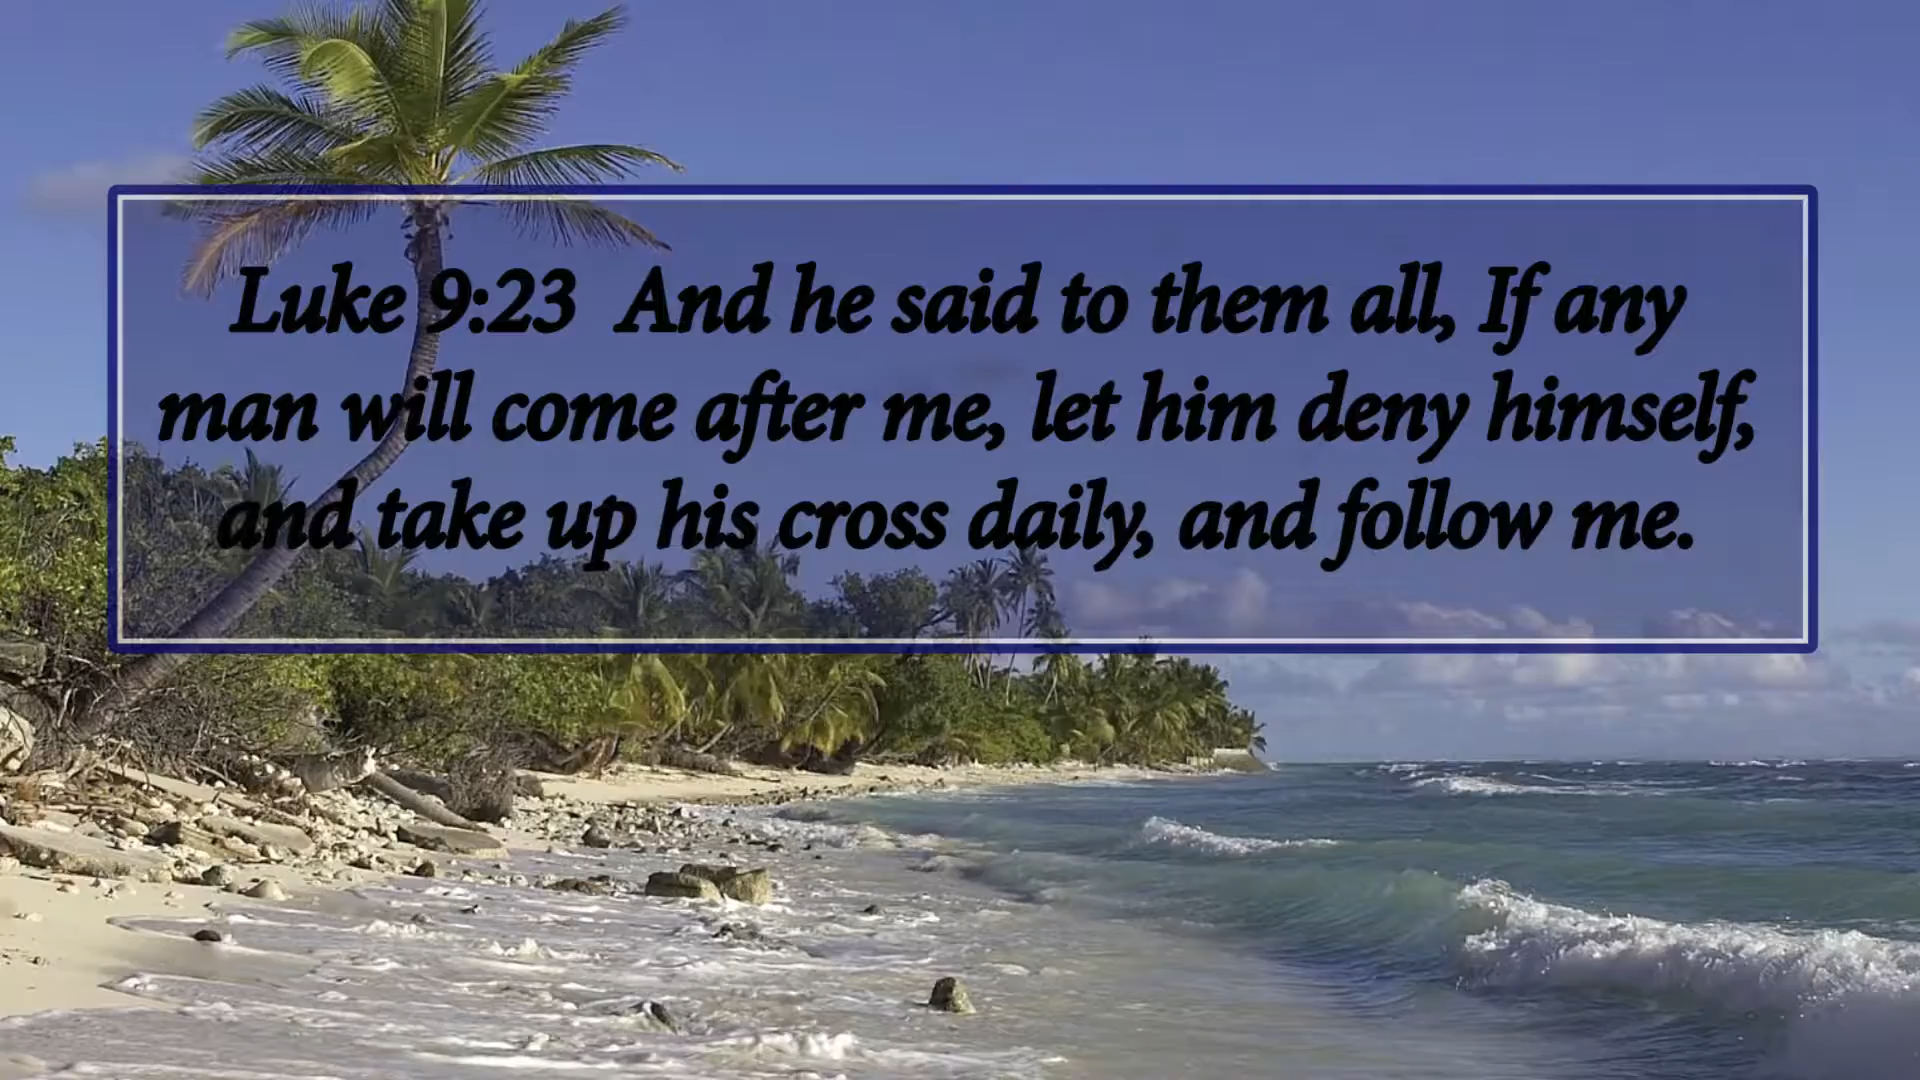 Luke 9:23  And he said to them all, If any
man will come after me, let him deny himself,
and take up his cross daily, and follow me.